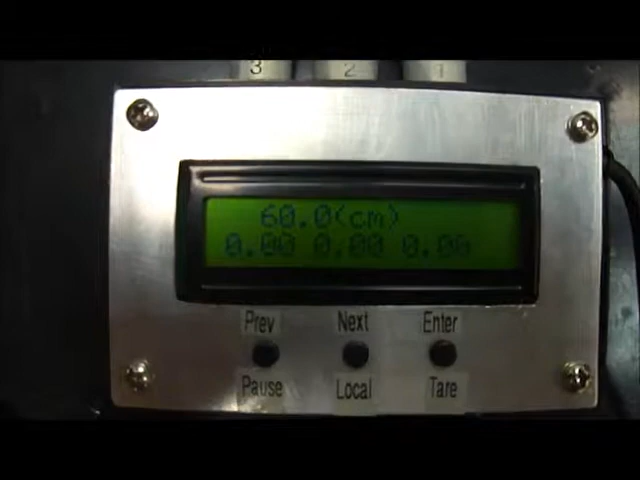 3 2 1
60.0(cm)
0.00 0.00 0.00
Prev Next Enter
Pause Local Tare